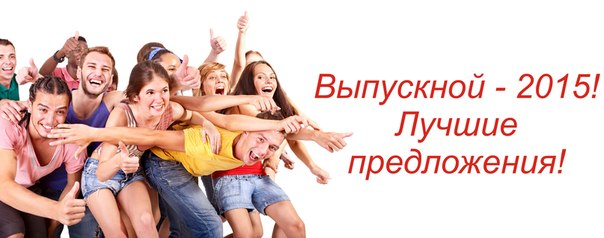 Выпускной - 2015!
Лучшие
предложения!